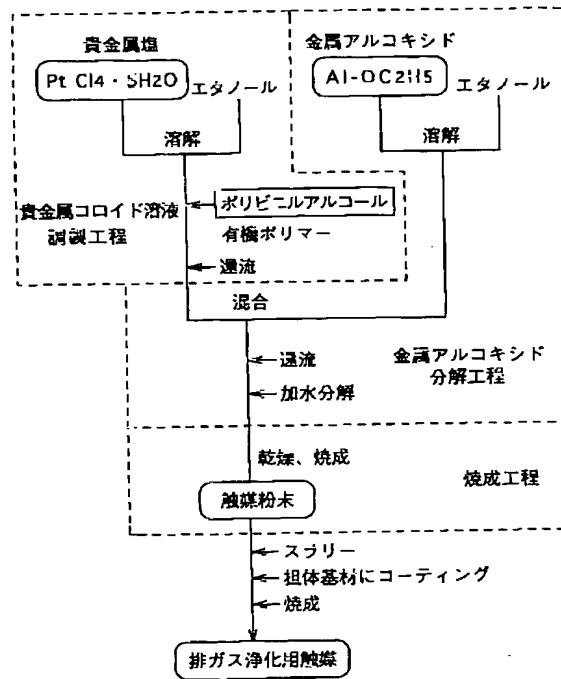 貴金属塩
Pt Cl4・5H2O
エタノール
溶解
金属アルコキシド
Al-OC2H5
エタノール
溶解
ポリビニルアルコール
有機ポリマー
貴金属コロイド溶液
調製工程
還流
混合
還流
加水分解
金属アルコキシド
分解工程
乾燥、焼成
焼成工程
触媒粉末
スラリー
担体基材にコーティング
焼成
排ガス浄化用触媒